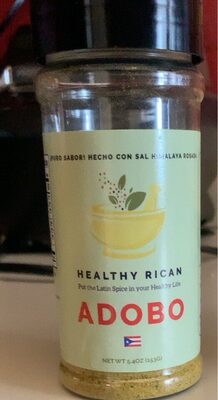 ¡PURO SABOR! HECHO CON SAL HIMALAYA ROSADA
HEALTHY RICAN
Put the Latin Spice in your Healthy Life
ADOBO
NET WT 5.4OZ (153G)